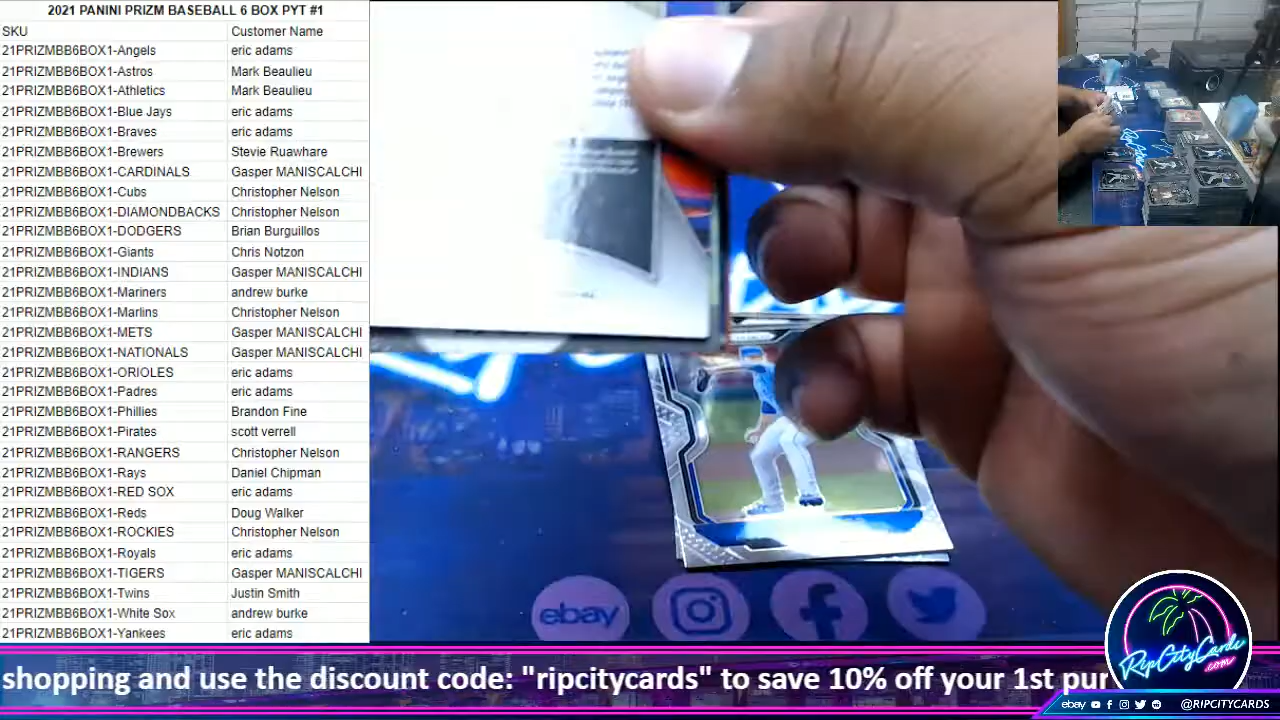 2021 PANINI PRIZM BASEBALL 6 BOX PYT #1
SKU Customer Name
21PRIZMBB6BOX1-Angels eric adams
21PRIZMBB6BOX1-Astros Mark Beaulieu
21PRIZMBB6BOX1-Athletics Mark Beaulieu
21PRIZMBB6BOX1-Blue Jays eric adams
21PRIZMBB6BOX1-Braves eric adams
21PRIZMBB6BOX1-Brewers Stevie Ruawhare
21PRIZMBB6BOX1-CARDINALS Gasper MANISCALCHI
21PRIZMBB6BOX1-Cubs Christopher Nelson
21PRIZMBB6BOX1-DIAMONDBACKS Christopher Nelson
21PRIZMBB6BOX1-DODGERS Brian Burguillos
21PRIZMBB6BOX1-Giants Chris Notzon
21PRIZMBB6BOX1-INDIANS Gasper MANISCALCHI
21PRIZMBB6BOX1-Mariners andrew burke
21PRIZMBB6BOX1-Marlins Christopher Nelson
21PRIZMBB6BOX1-METS Gasper MANISCALCHI
21PRIZMBB6BOX1-NATIONALS Gasper MANISCALCHI
21PRIZMBB6BOX1-ORIOLES eric adams
21PRIZMBB6BOX1-Padres eric adams
21PRIZMBB6BOX1-Phillies Brandon Fine
21PRIZMBB6BOX1-Pirates scott verrell
21PRIZMBB6BOX1-RANGERS Christopher Nelson
21PRIZMBB6BOX1-Rays Daniel Chipman
21PRIZMBB6BOX1-RED SOX eric adams
21PRIZMBB6BOX1-Reds Doug Walker
21PRIZMBB6BOX1-ROCKIES Christopher Nelson
21PRIZMBB6BOX1-Royals eric adams
21PRIZMBB6BOX1-TIGERS Gasper MANISCALCHI
21PRIZMBB6BOX1-Twins Justin Smith
21PRIZMBB6BOX1-White Sox andrew burke
21PRIZMBB6BOX1-Yankees eric adams
ebay
shopping and use the discount code: "ripcitycards" to save 10% off your 1st pur
RipCityCards
.com
ebay @RIPCITYCARDS